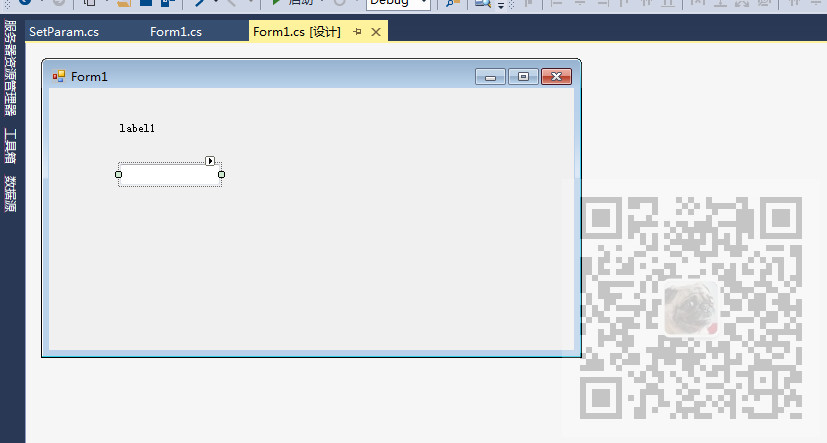 启动 Debug
SetParam.cs Form1.cs Form1.cs [设计]
服务器资源管理器
工具箱
数据源
Form1
label1